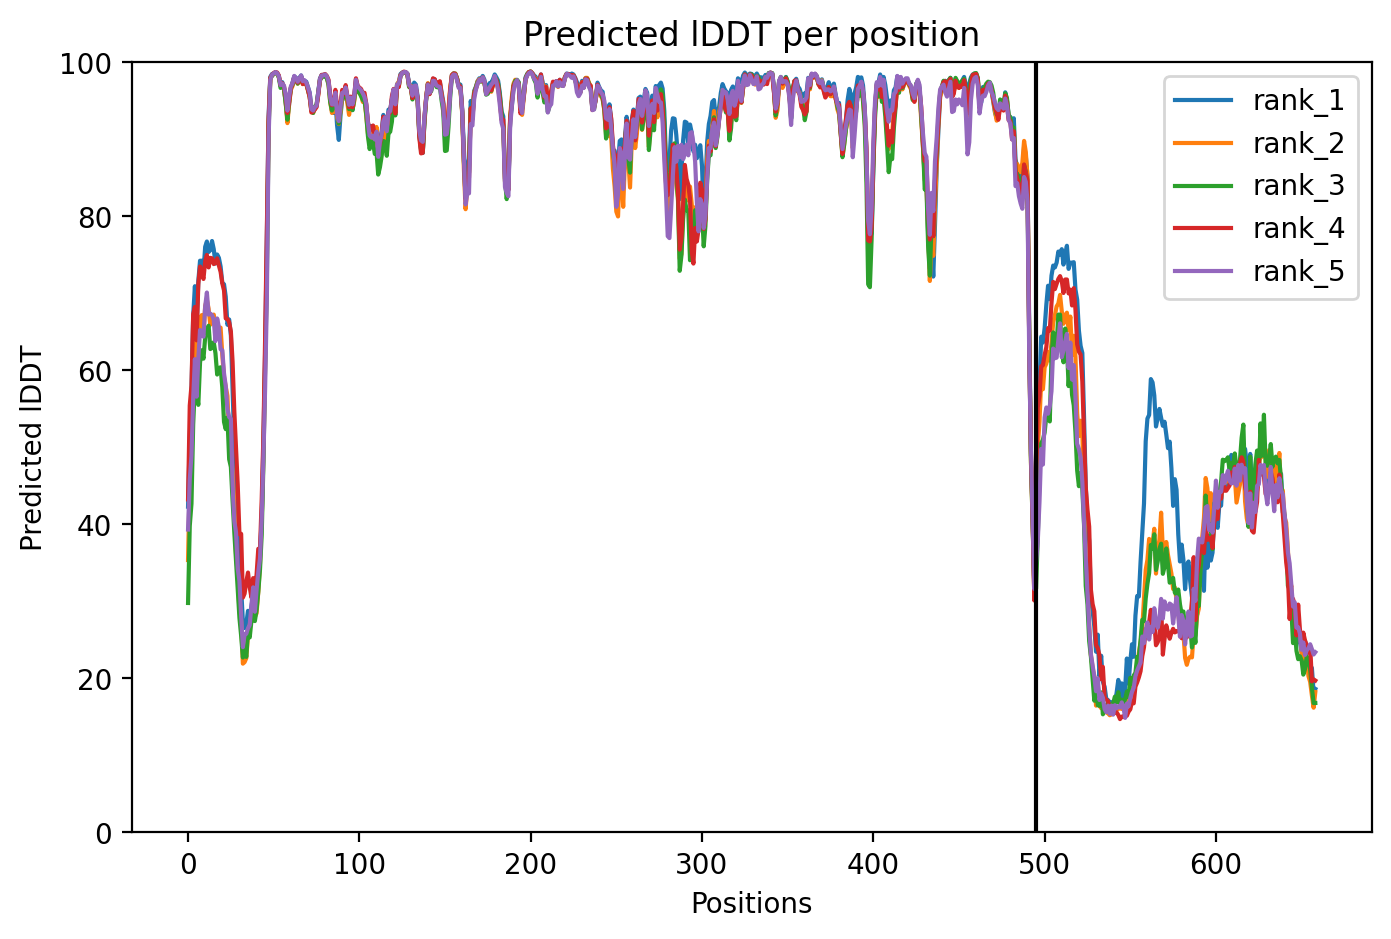 Predicted lDDT per position
100
80
60
40
20
0
Predicted lDDT
0 100 200 300 400 500 600
Positions
rank_1
rank_2
rank_3
rank_4
rank_5